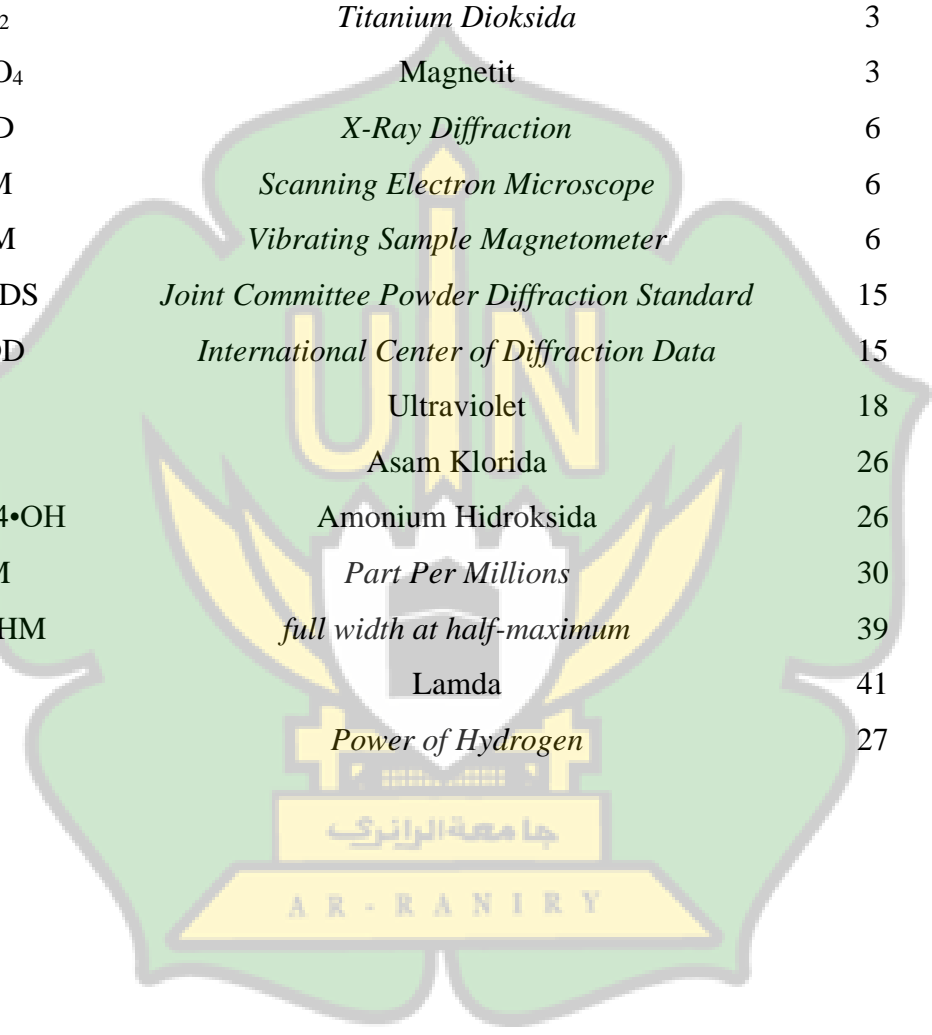 2 Titanium Dioksida 3
O4 Magnetit 3
D X-Ray Diffraction 6
M Scanning Electron Microscope 6
M Vibrating Sample Magnetometer 6
DS Joint Committee Powder Diffraction Standard 15
DD International Center of Diffraction Data 15
Ultraviolet 18
Asam Klorida 26
4•OH Amonium Hidroksida 26
M Part Per Millions 30
HM full width at half-maximum 39
Lamda 41
Power of Hydrogen 27
UIN
جامعة الرانري
AR-RANIRY